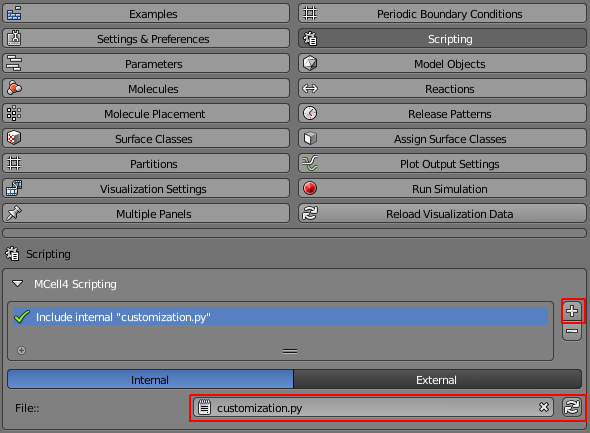 Examples
Periodic Boundary Conditions
Settings & Preferences
Scripting
Parameters
Model Objects
Molecules
Reactions
Molecule Placement
Release Patterns
Surface Classes
Assign Surface Classes
Partitions
Plot Output Settings
Visualization Settings
Run Simulation
Multiple Panels
Reload Visualization Data
Scripting
MCell4 Scripting
Include internal "customization.py"
Internal
External
File::
customization.py